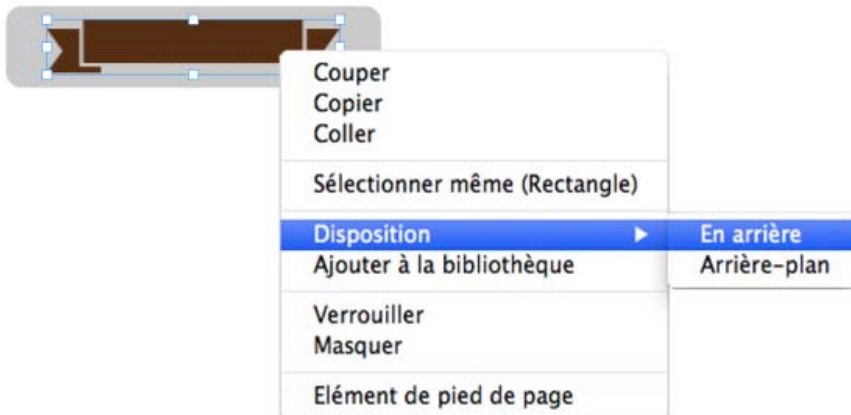 Couper
Copier
Coller
Sélectionner même (Rectangle)
Disposition
En arrière
Ajouter à la bibliothèque
Arrière-plan
Verrouiller
Masquer
Elément de pied de page